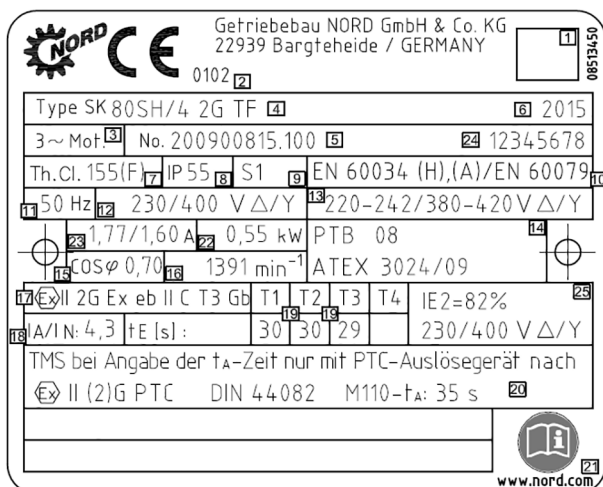 NORD CE Getriebebau NORD GmbH & Co. KG
22939 Bargteheide / GERMANY
1
08513450
0102 2
Type SK 80SH/4 2G TF 4 6 2015
3~ Mot. 3 No. 200900815.100 5 24 12345678
Th.Cl. 155(F) 7 IP55 8 S1 9 EN 60034 (H),(A)/EN 60079 10
11 50 Hz 12 230/400 V Δ/Y 13 220-242/380-420V Δ/Y
23 1,77/1,60 A 22 0,55 kW PTB 08 14
15 COSφ 0,70 16 1391 min⁻¹ ATEX 3024/09
17 Ex II 2G Ex eb II C T3 Gb T1 T2 T3 T4 IE2=82% 25
19 19
18 IA/IN: 4,3 tE [s] : 30 30 29 230/400 V Δ/Y
TMS bei Angabe der tA-Zeit nur mit PTC-Auslösegerät nach
Ex II (2)G PTC DIN 44082 M110-tA: 35 s 20
i
21
www.nord.com